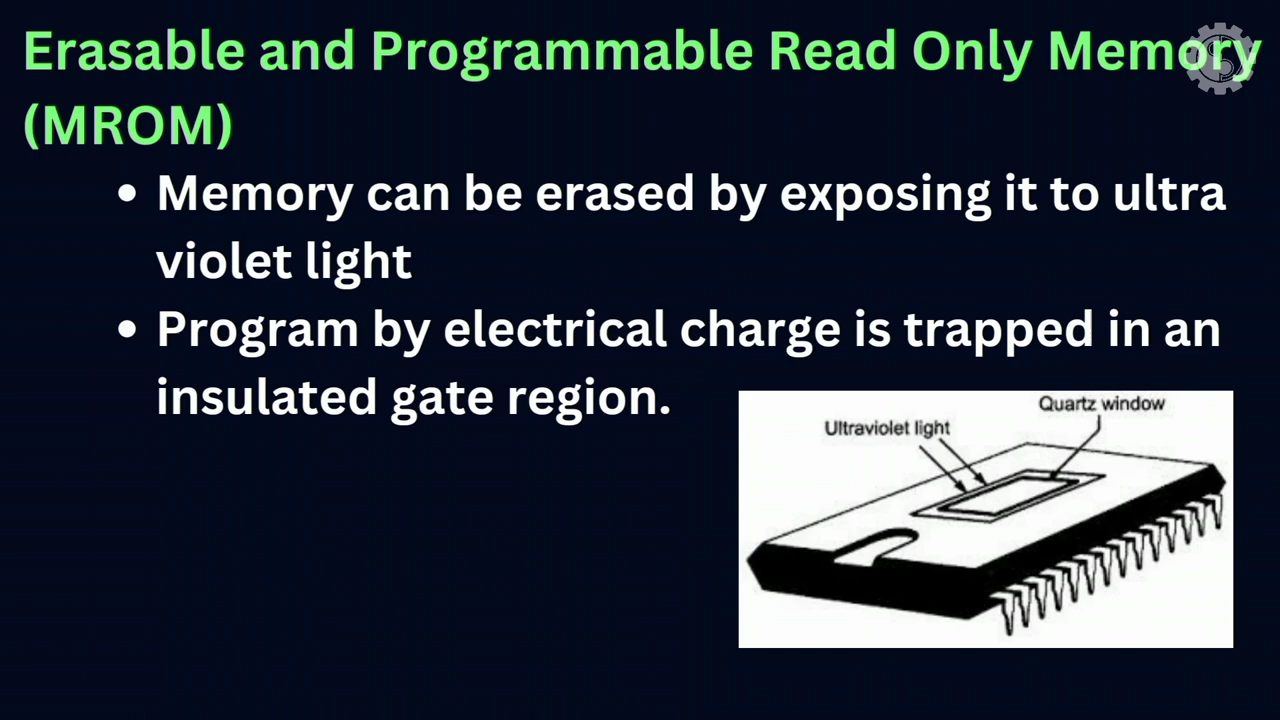 Erasable and Programmable Read Only Memory
(MROM)
• Memory can be erased by exposing it to ultra
violet light
• Program by electrical charge is trapped in an
insulated gate region.
Quartz window
Ultraviolet light